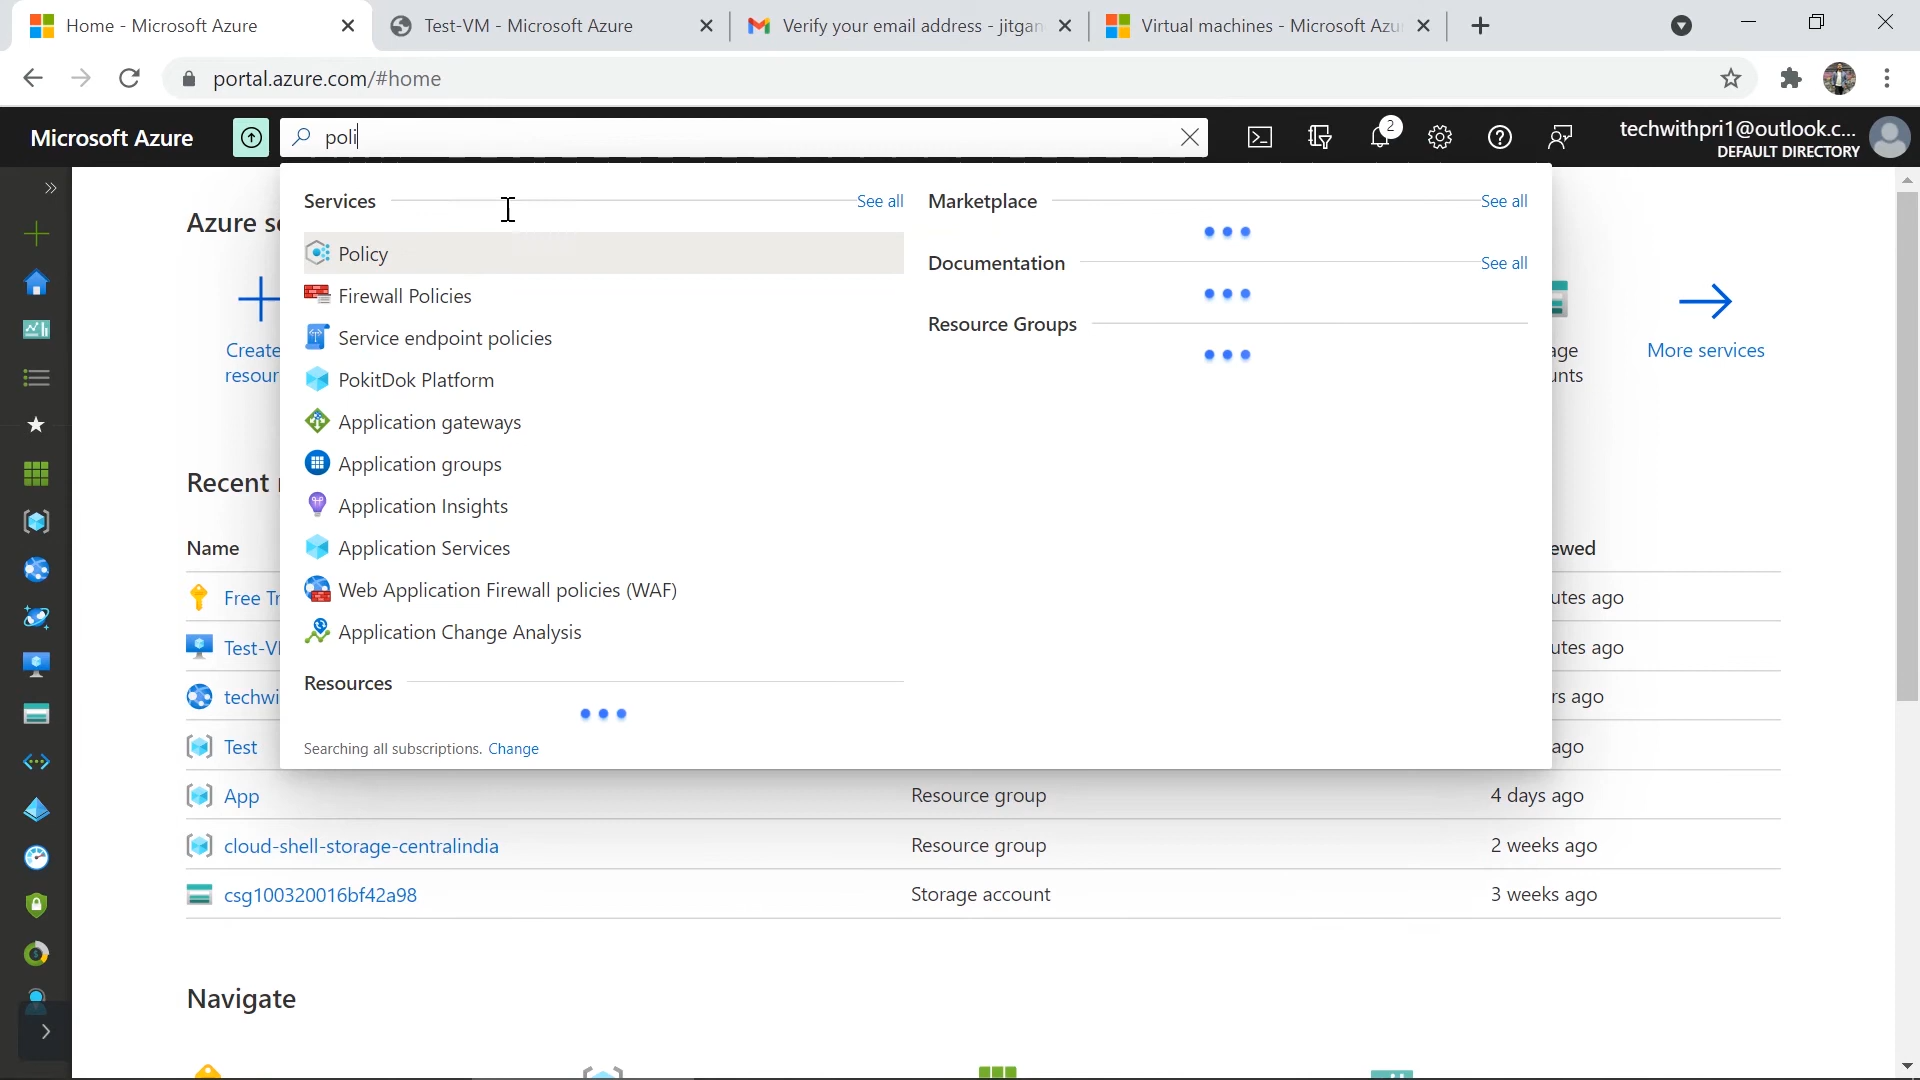 Home - Microsoft Azure
Test-VM - Microsoft Azure
Verify your email address - jitgan
Virtual machines - Microsoft Azu
portal.azure.com/#home
Microsoft Azure
poli
2
techwithpri1@outlook.c...
DEFAULT DIRECTORY
Azure se
Services
See all
Policy
Firewall Policies
Service endpoint policies
PokitDok Platform
Application gateways
Application groups
Application Insights
Application Services
Web Application Firewall policies (WAF)
Application Change Analysis
Resources
Searching all subscriptions. Change
Marketplace
See all
Documentation
See all
Resource Groups
Create
resour
age
unts
More services
Recent
Name
ewed
Free Tr
utes ago
Test-VM
utes ago
techwi
rs ago
Test
ago
App
Resource group
4 days ago
cloud-shell-storage-centralindia
Resource group
2 weeks ago
csg100320016bf42a98
Storage account
3 weeks ago
Navigate